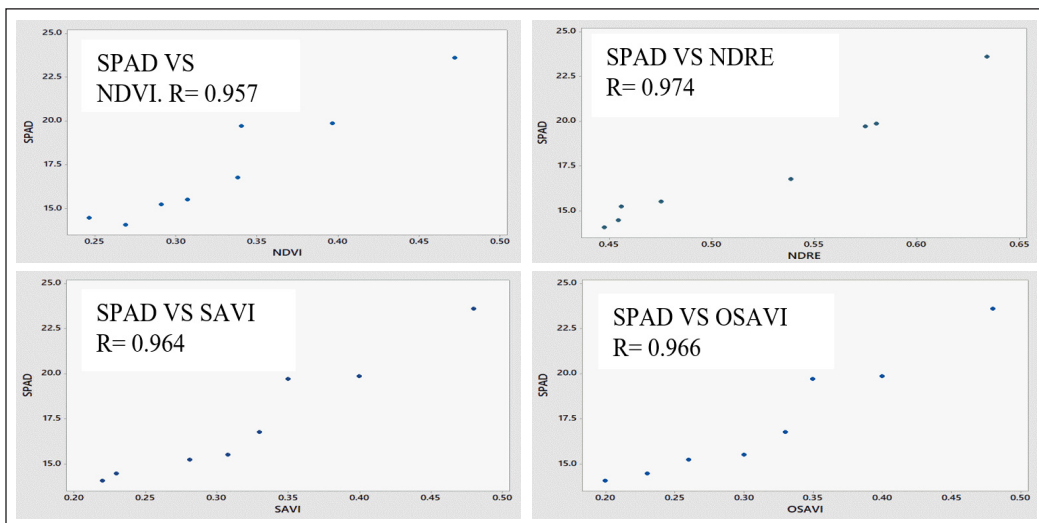 SPAD VS
NDVI. R= 0.957
25.0
22.5
20.0
17.5
15.0
SPAD
0.25 0.30 0.35 0.40 0.45 0.50
NDVI
SPAD VS NDRE
R= 0.974
25.0
22.5
20.0
17.5
15.0
SPAD
0.45 0.50 0.55 0.60 0.65
NDRE
SPAD VS SAVI
R= 0.964
25.0
22.5
20.0
17.5
15.0
SPAD
0.20 0.25 0.30 0.35 0.40 0.45 0.50
SAVI
SPAD VS OSAVI
R= 0.966
25.0
22.5
20.0
17.5
15.0
SPAD
0.20 0.25 0.30 0.35 0.40 0.45 0.50
OSAVI